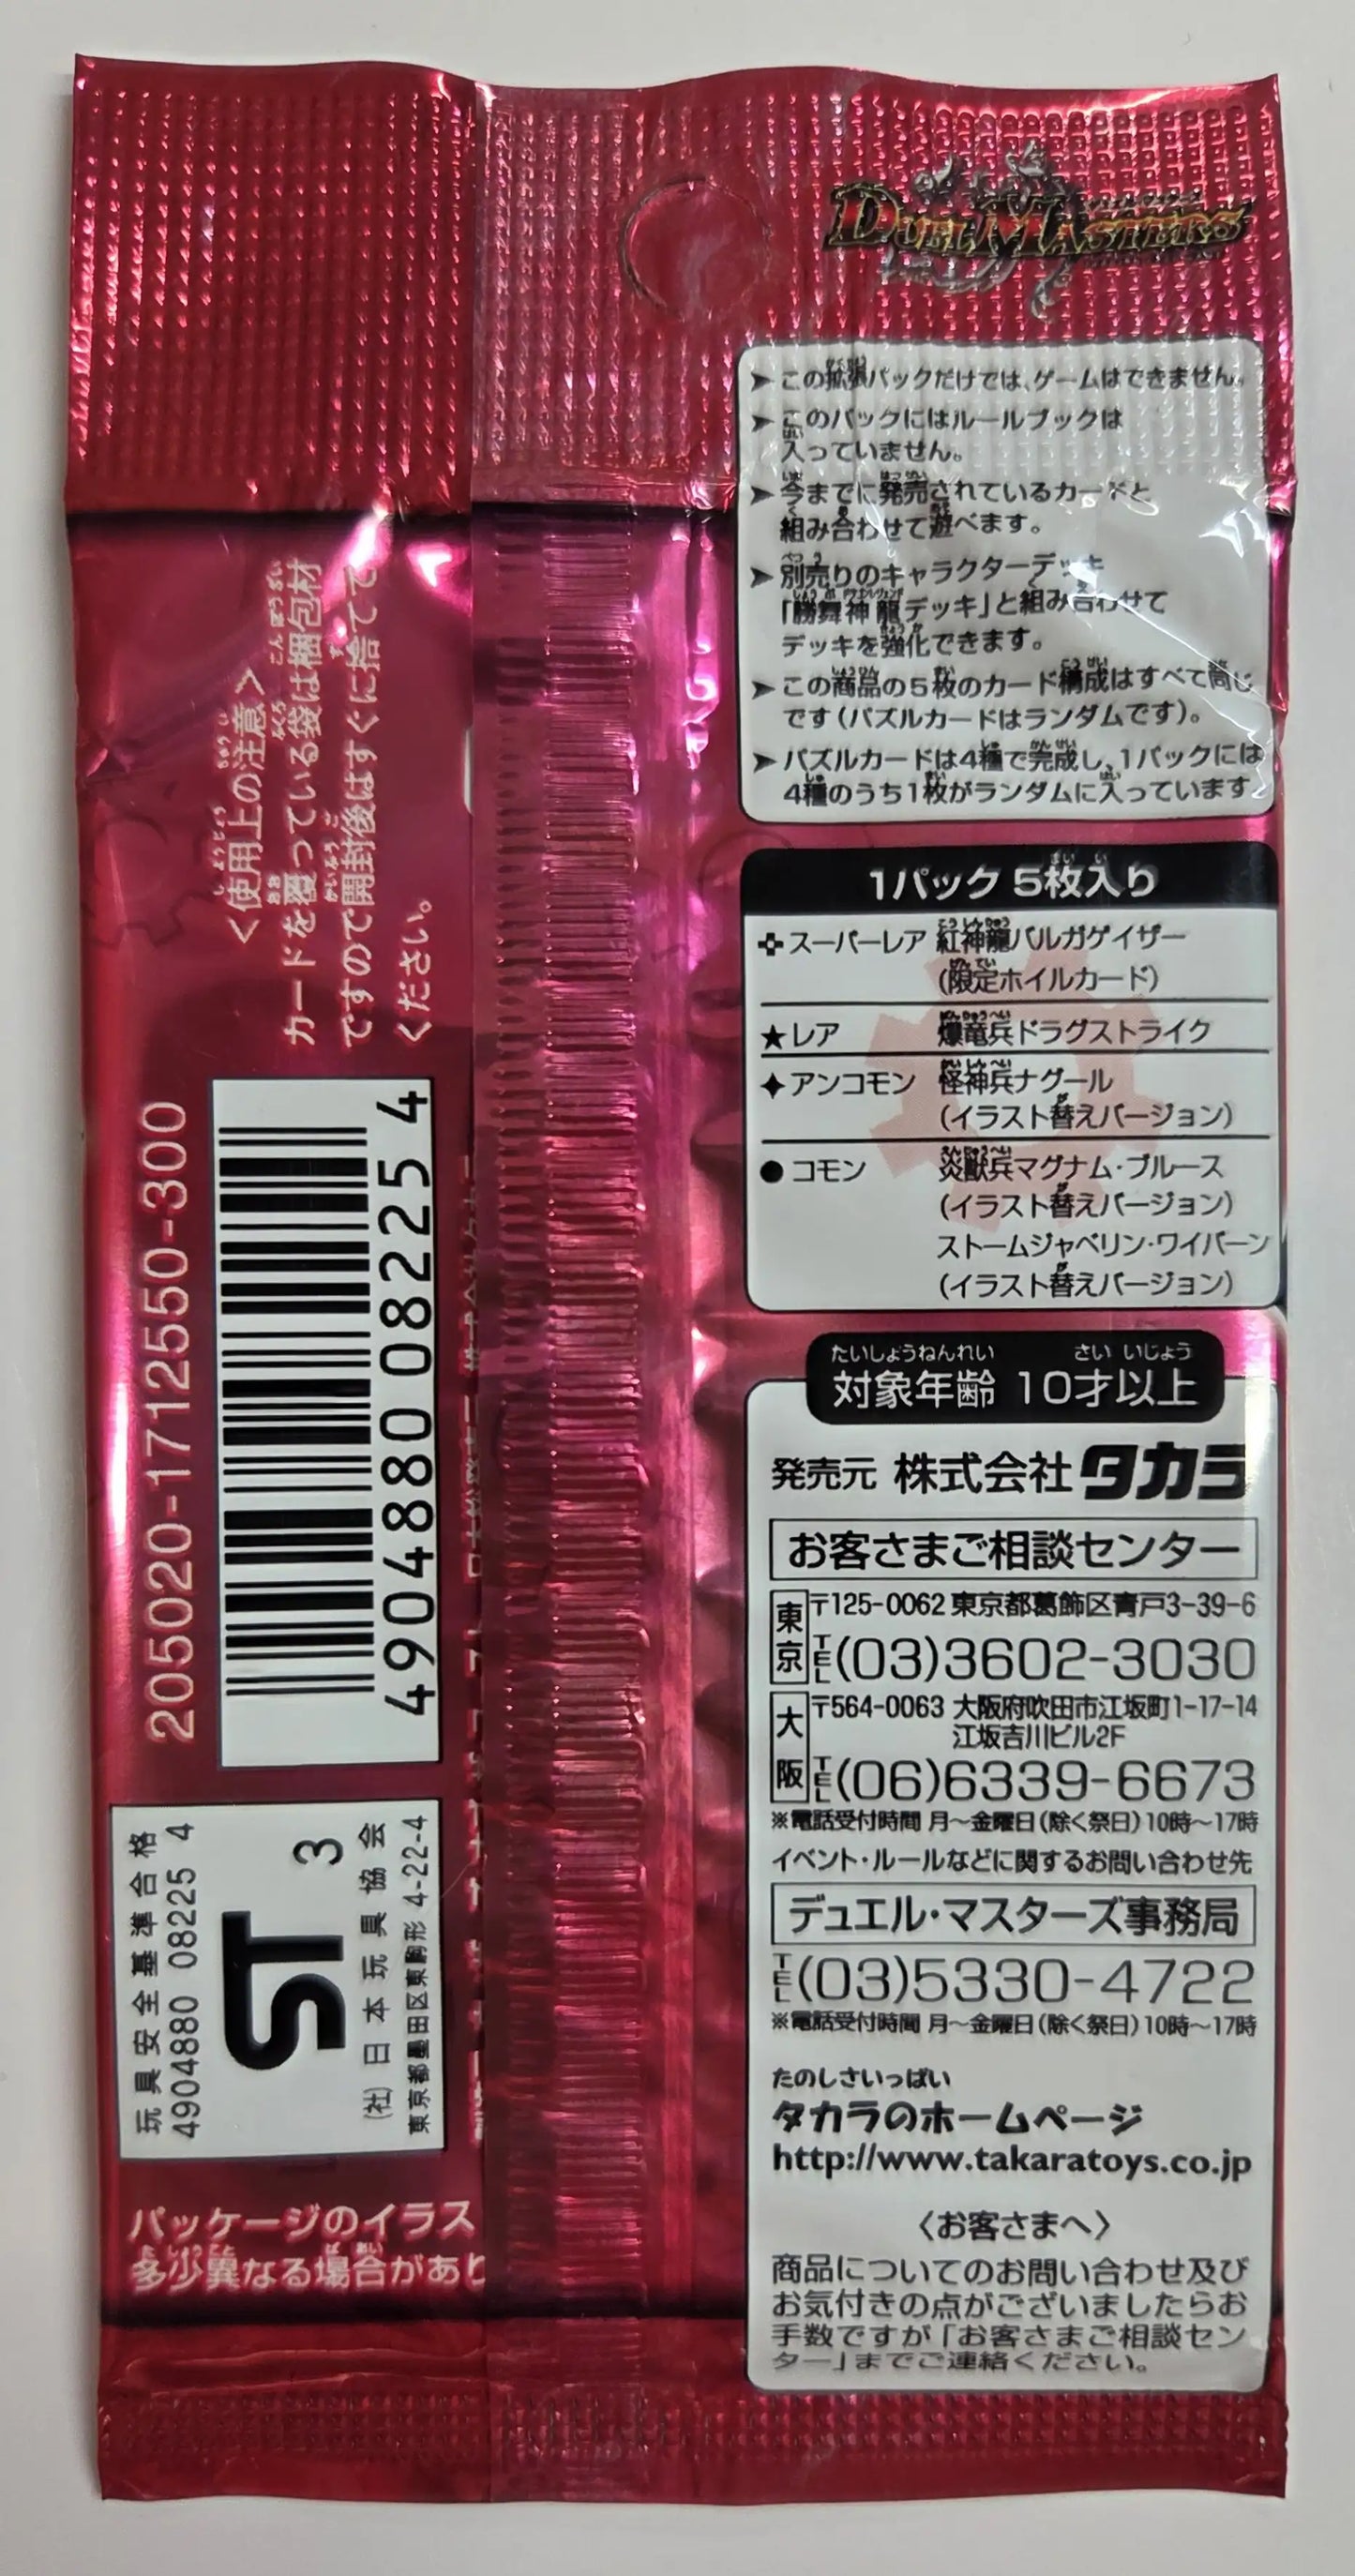 DUEL MASTERS
➤この拡張パックだけでは、ゲームはできません。
➤このパックにはルールブックは
入っていません。
➤今までに発売されているカードと
組み合わせて遊べます。
➤別売りのキャラクターデッキ
「勝舞神龍デッキ」と組み合わせて
デッキを強化できます。
➤この商品の5枚のカード構成はすべて同じ
です(パズルカードはランダムです)。
➤パズルカードは4種で完成し、1パックには
4種のうち1枚がランダムに入っています
1パック 5枚入り
スーパーレア 紅神龍バルガゲイザー
(限定ホイルカード)
★レア 爆竜兵ドラグストライク
✦アンコモン 怪神兵ナグール
(イラスト替えバージョン)
●コモン 炎獣兵マグナム・ブルース
(イラスト替えバージョン)
ストームジャベリン・ワイバーン
(イラスト替えバージョン)
対象年齢 10才以上
発売元 株式会社タカラ
お客さまご相談センター
東京 〒125-0062 東京都葛飾区青戸3-39-6
TEL(03)3602-3030
大阪 〒564-0063 大阪府吹田市江坂町1-17-14
江坂吉川ビル2F
TEL(06)6339-6673
※電話受付時間 月〜金曜日(除く祭日)10時〜17時
イベント・ルールなどに関するお問い合わせ先
デュエル・マスターズ事務局
TEL(03)5330-4722
※電話受付時間 月〜金曜日(除く祭日)10時〜17時
たのしさいっぱい
タカラのホームページ
http://www.takaratoys.co.jp
〈お客さまへ〉
商品についてのお問い合わせ及び
お気付きの点がございましたらお
手数ですが「お客さまご相談セン
ター」までご連絡ください。
<使用上の注意>
カードを覆っている袋は梱包材
ですので開封後はすぐに捨てて
ください。
205020-1712550-300
4904880 08225 4
玩具安全基準合格
4904880 08225 4
ST 3
(社)日本玩具協会
東京都墨田区東駒形 4-22-4
パッケージのイラス
多少異なる場合があり